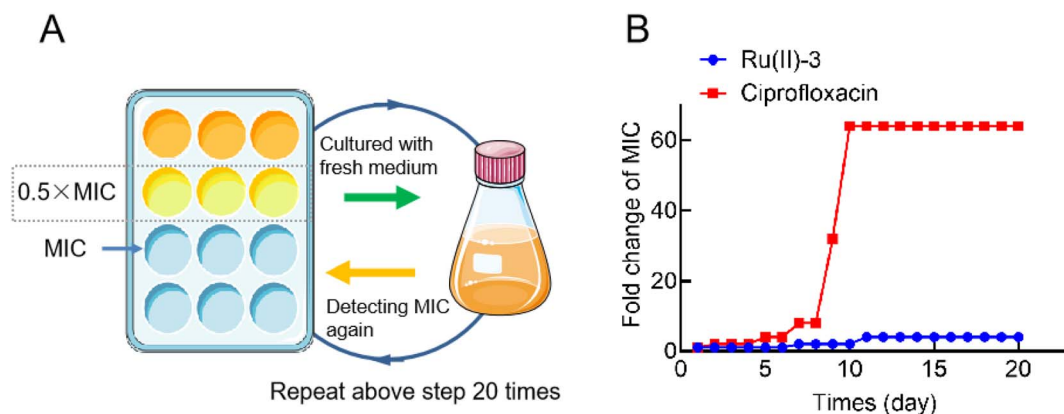 A
0.5×MIC
MIC
Cultured with
fresh medium
Detecting MIC
again
Repeat above step 20 times
B
Ru(II)-3
Ciprofloxacin
Fold change of MIC
60
40
20
0
0 5 10 15 20
Times (day)